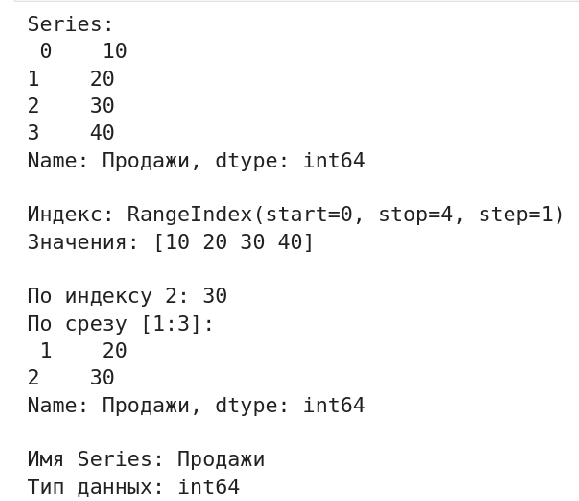 Series:
 0    10
1    20
2    30
3    40
Name: Продажи, dtype: int64

Индекс: RangeIndex(start=0, stop=4, step=1)
Значения: [10 20 30 40]

По индексу 2: 30
По срезу [1:3]:
 1    20
2    30
Name: Продажи, dtype: int64

Имя Series: Продажи
Тип данных: int64